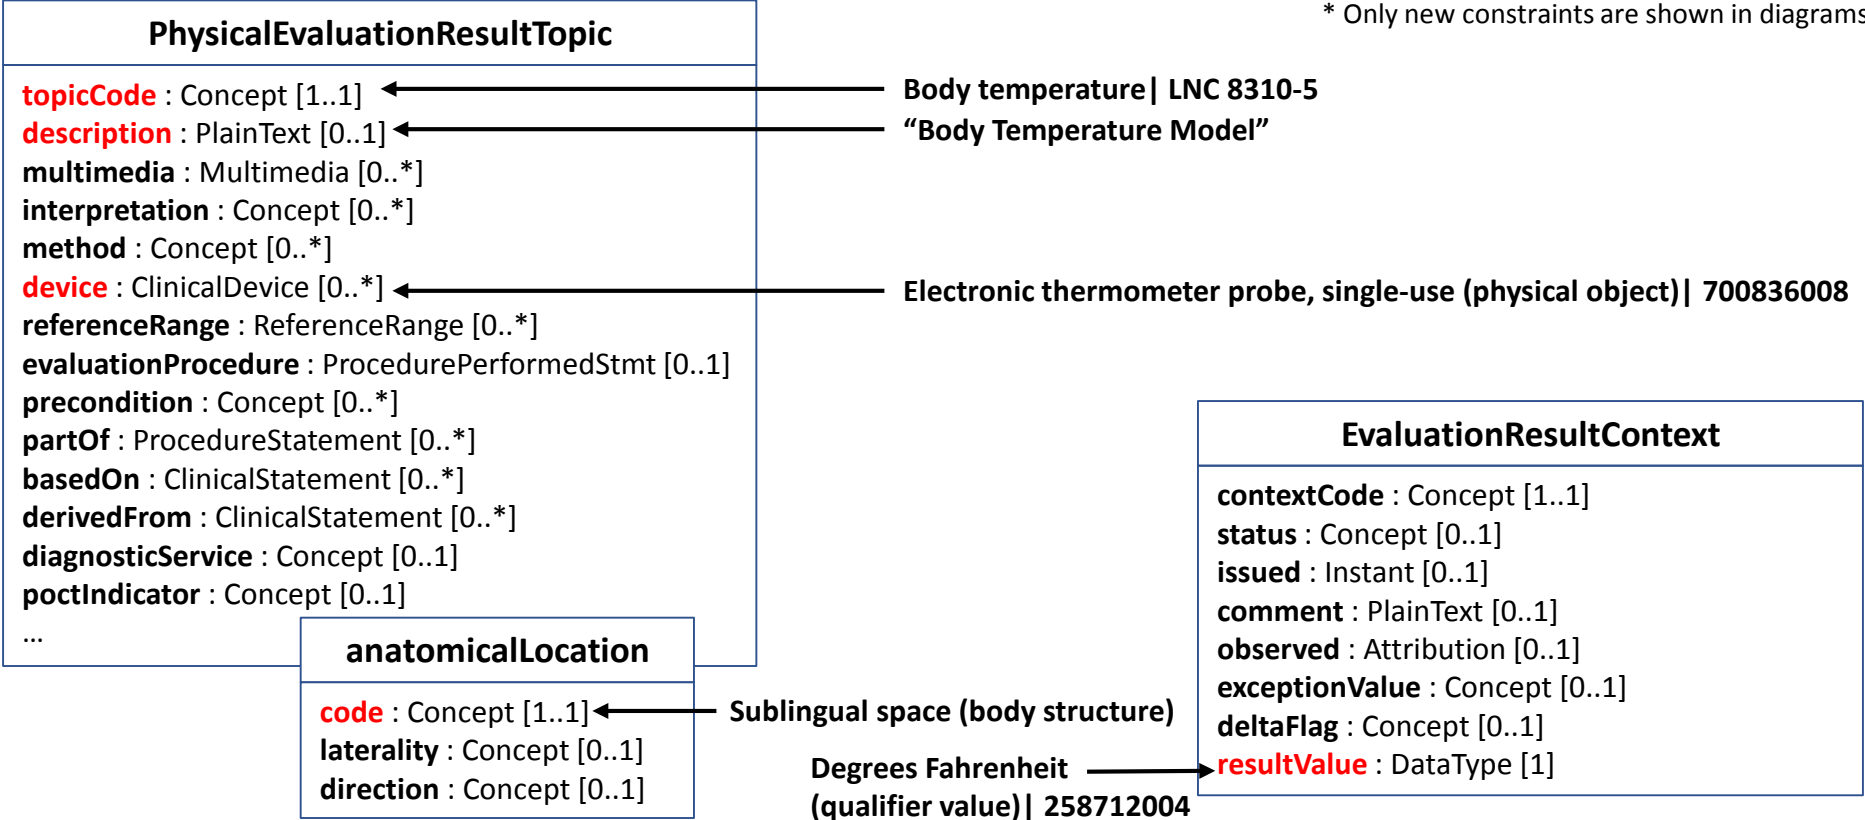 * Only new constraints are shown in diagrams
PhysicalEvaluationResultTopic
topicCode : Concept [1..1]
description : PlainText [0..1]
multimedia : Multimedia [0..*]
interpretation : Concept [0..*]
method : Concept [0..*]
device : ClinicalDevice [0..*]
referenceRange : ReferenceRange [0..*]
evaluationProcedure : ProcedurePerformedStmt [0..1]
precondition : Concept [0..*]
partOf : ProcedureStatement [0..*]
basedOn : ClinicalStatement [0..*]
derivedFrom : ClinicalStatement [0..*]
diagnosticService : Concept [0..1]
poctIndicator : Concept [0..1]
...
Body temperature| LNC 8310-5
“Body Temperature Model”
Electronic thermometer probe, single-use (physical object)| 700836008
anatomicalLocation
code : Concept [1..1]
laterality : Concept [0..1]
direction : Concept [0..1]
Sublingual space (body structure)
Degrees Fahrenheit
(qualifier value)| 258712004
EvaluationResultContext
contextCode : Concept [1..1]
status : Concept [0..1]
issued : Instant [0..1]
comment : PlainText [0..1]
observed : Attribution [0..1]
exceptionValue : Concept [0..1]
deltaFlag : Concept [0..1]
resultValue : DataType [1]